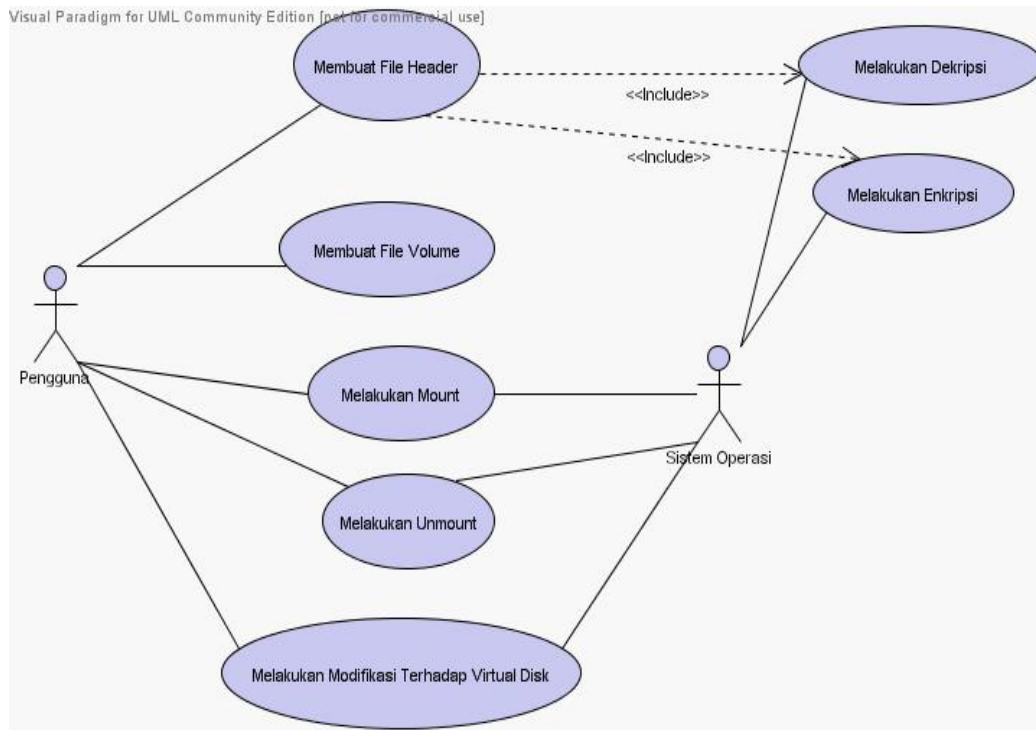 Visual Paradigm for UML Community Edition [not for commercial use]
Membuat File Header
Melakukan Dekripsi
<<Include>>
<<Include>>
Melakukan Enkripsi
Membuat File Volume
Pengguna
Melakukan Mount
Sistem Operasi
Melakukan Unmount
Melakukan Modifikasi Terhadap Virtual Disk